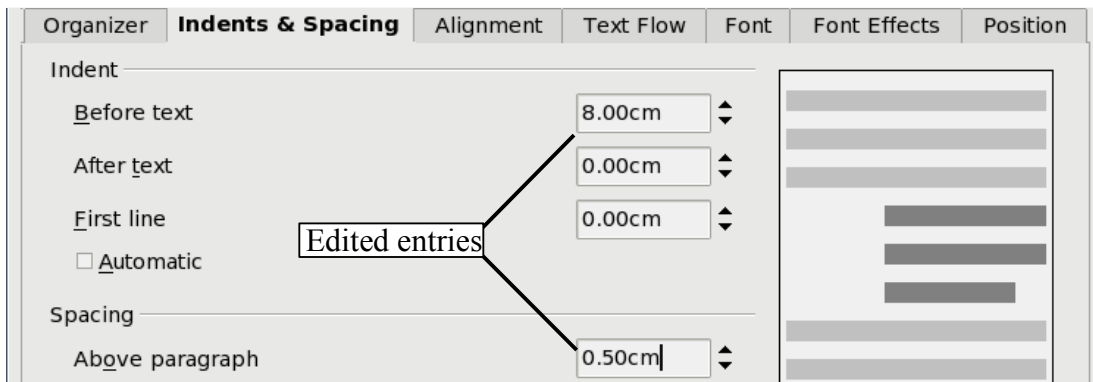 Organizer Indents & Spacing Alignment Text Flow Font Font Effects Position
Indent
Before text 8.00cm
After text 0.00cm
First line 0.00cm
Edited entries
Automatic
Spacing
Above paragraph 0.50cm